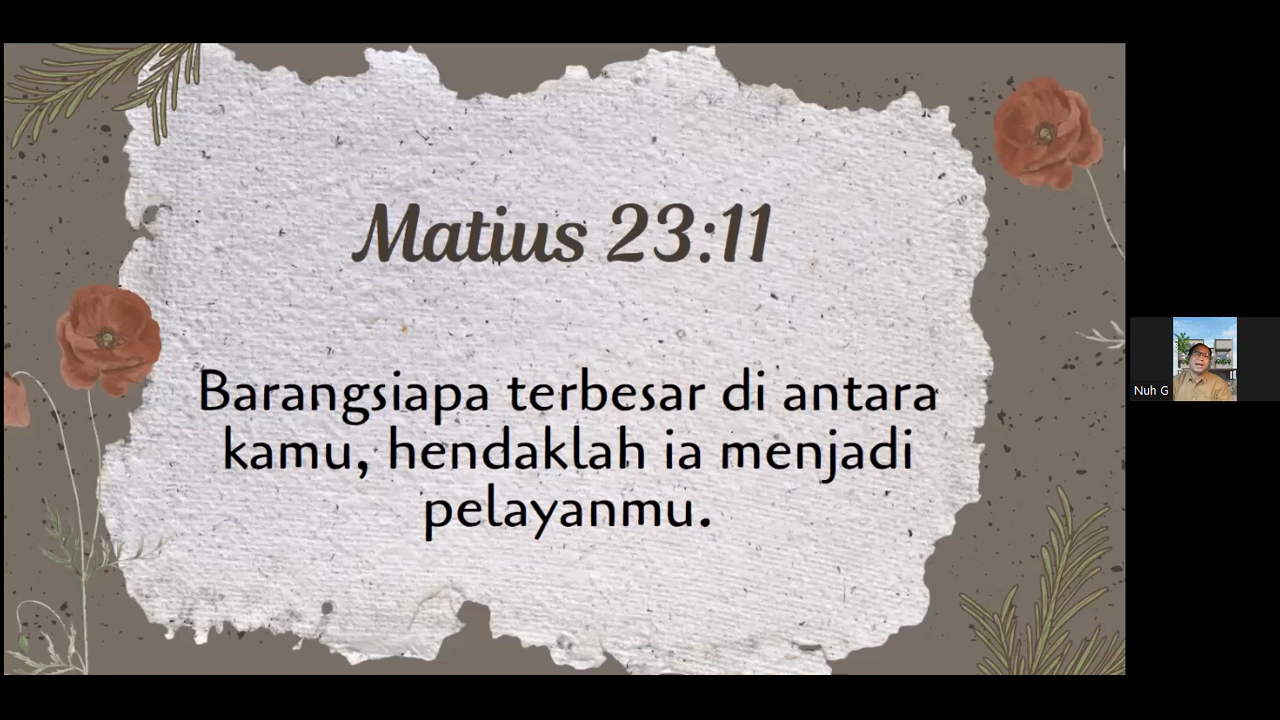 Matius 23:11
Barangsiapa terbesar di antara
kamu, hendaklah ia menjadi
pelayanmu.
Nuh G